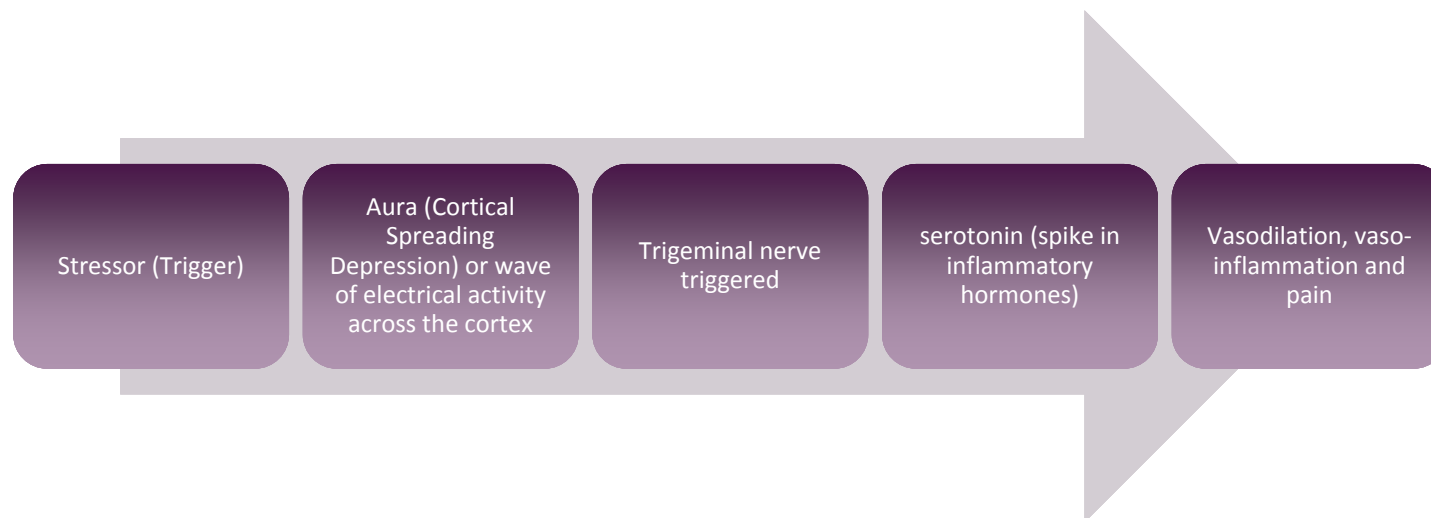 Stressor (Trigger)
Aura (Cortical
Spreading
Depression) or wave
of electrical activity
across the cortex
Trigeminal nerve
triggered
serotonin (spike in
inflammatory
hormones)
Vasodilation, vaso-
inflammation and
pain